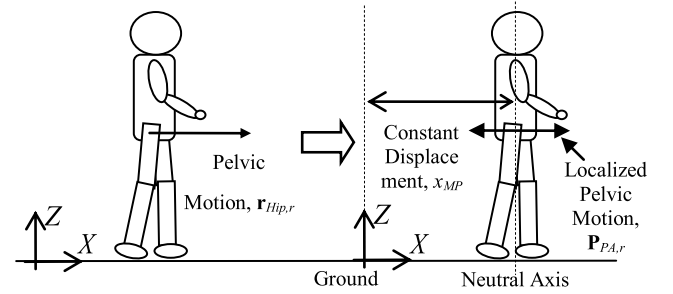 Pelvic
Motion, r_Hip,r
Z
X
Constant
Displace
ment, x_MP
Localized
Pelvic
Motion,
P_PA,r
Z
X
Ground
Neutral Axis